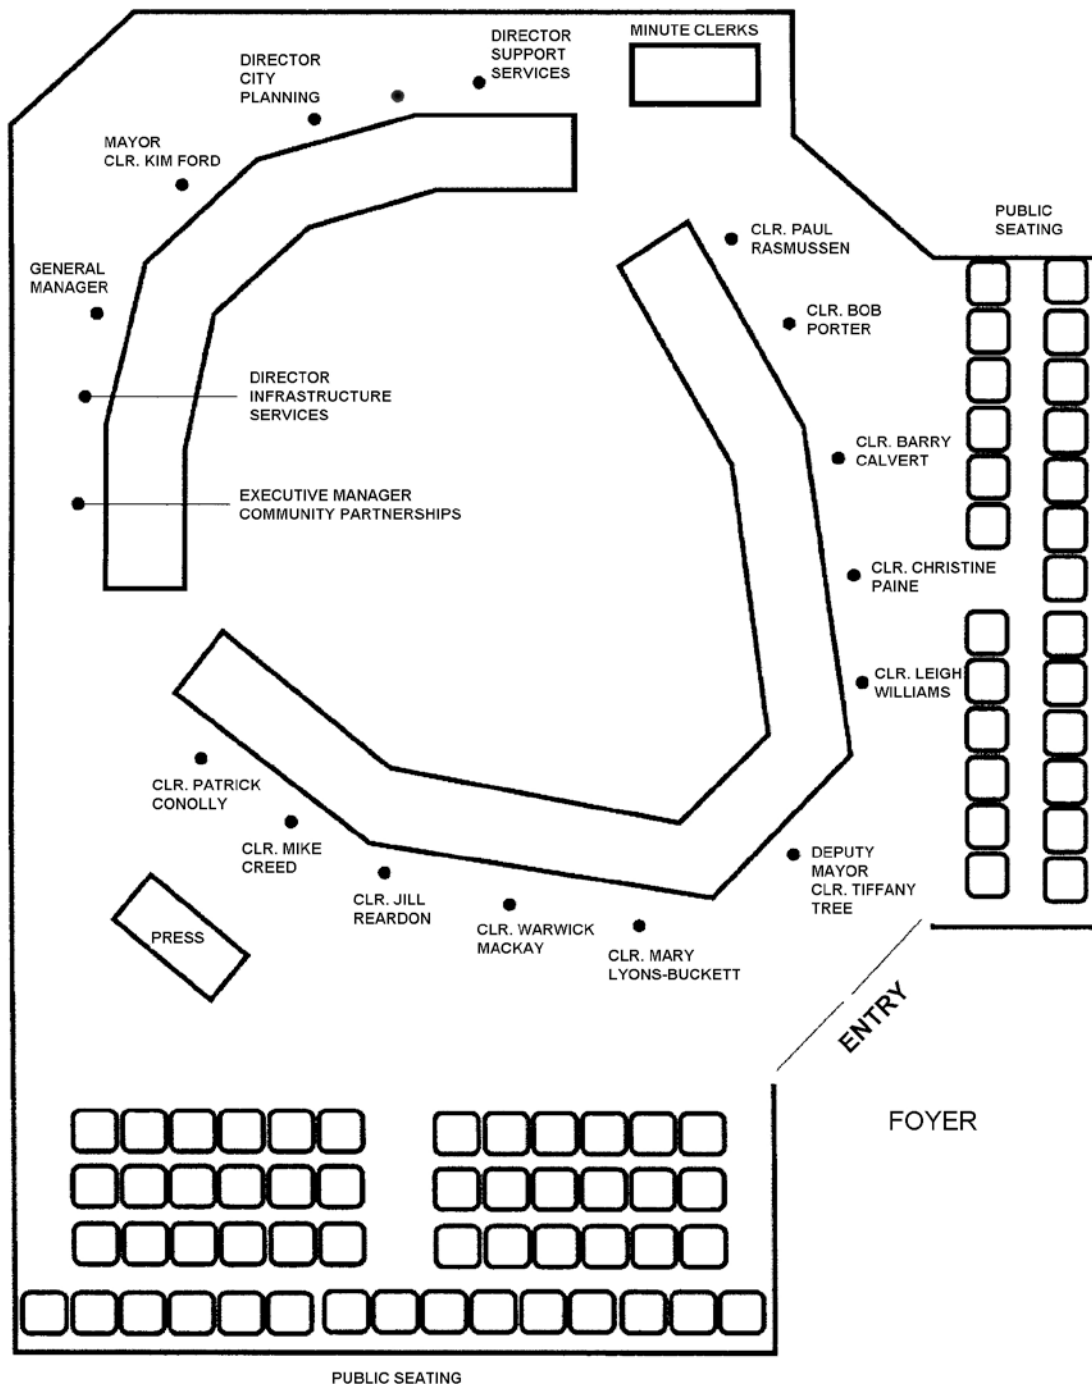 MINUTE CLERKS
DIRECTOR
SUPPORT
SERVICES
DIRECTOR
CITY
PLANNING
MAYOR
CLR. KIM FORD
GENERAL
MANAGER
DIRECTOR
INFRASTRUCTURE
SERVICES
EXECUTIVE MANAGER
COMMUNITY PARTNERSHIPS
CLR. PAUL
RASMUSSEN
PUBLIC
SEATING
CLR. BOB
PORTER
CLR. BARRY
CALVERT
CLR. CHRISTINE
PAINE
CLR. LEIGH
WILLIAMS
DEPUTY
MAYOR
CLR. TIFFANY
TREE
CLR. PATRICK
CONOLLY
CLR. MIKE
CREED
CLR. JILL
REARDON
CLR. WARWICK
MACKAY
CLR. MARY
LYONS-BUCKETT
PRESS
ENTRY
FOYER
PUBLIC SEATING